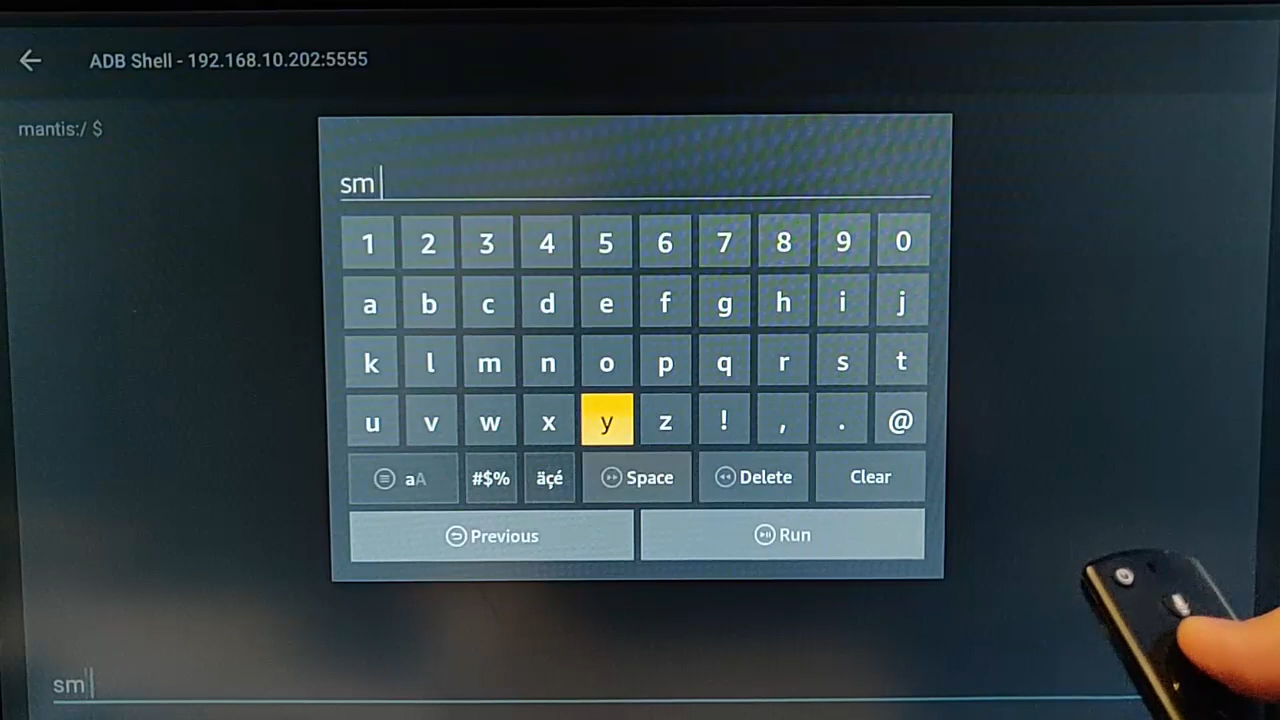 ADB Shell - 192.168.10.202:5555
mantis:/ $
sm
1 2 3 4 5 6 7 8 9 0
a b c d e f g h i j
k l m n o p q r s t
u v w x y z ! , . @
aA #$% äçé Space Delete Clear
Previous Run
sm